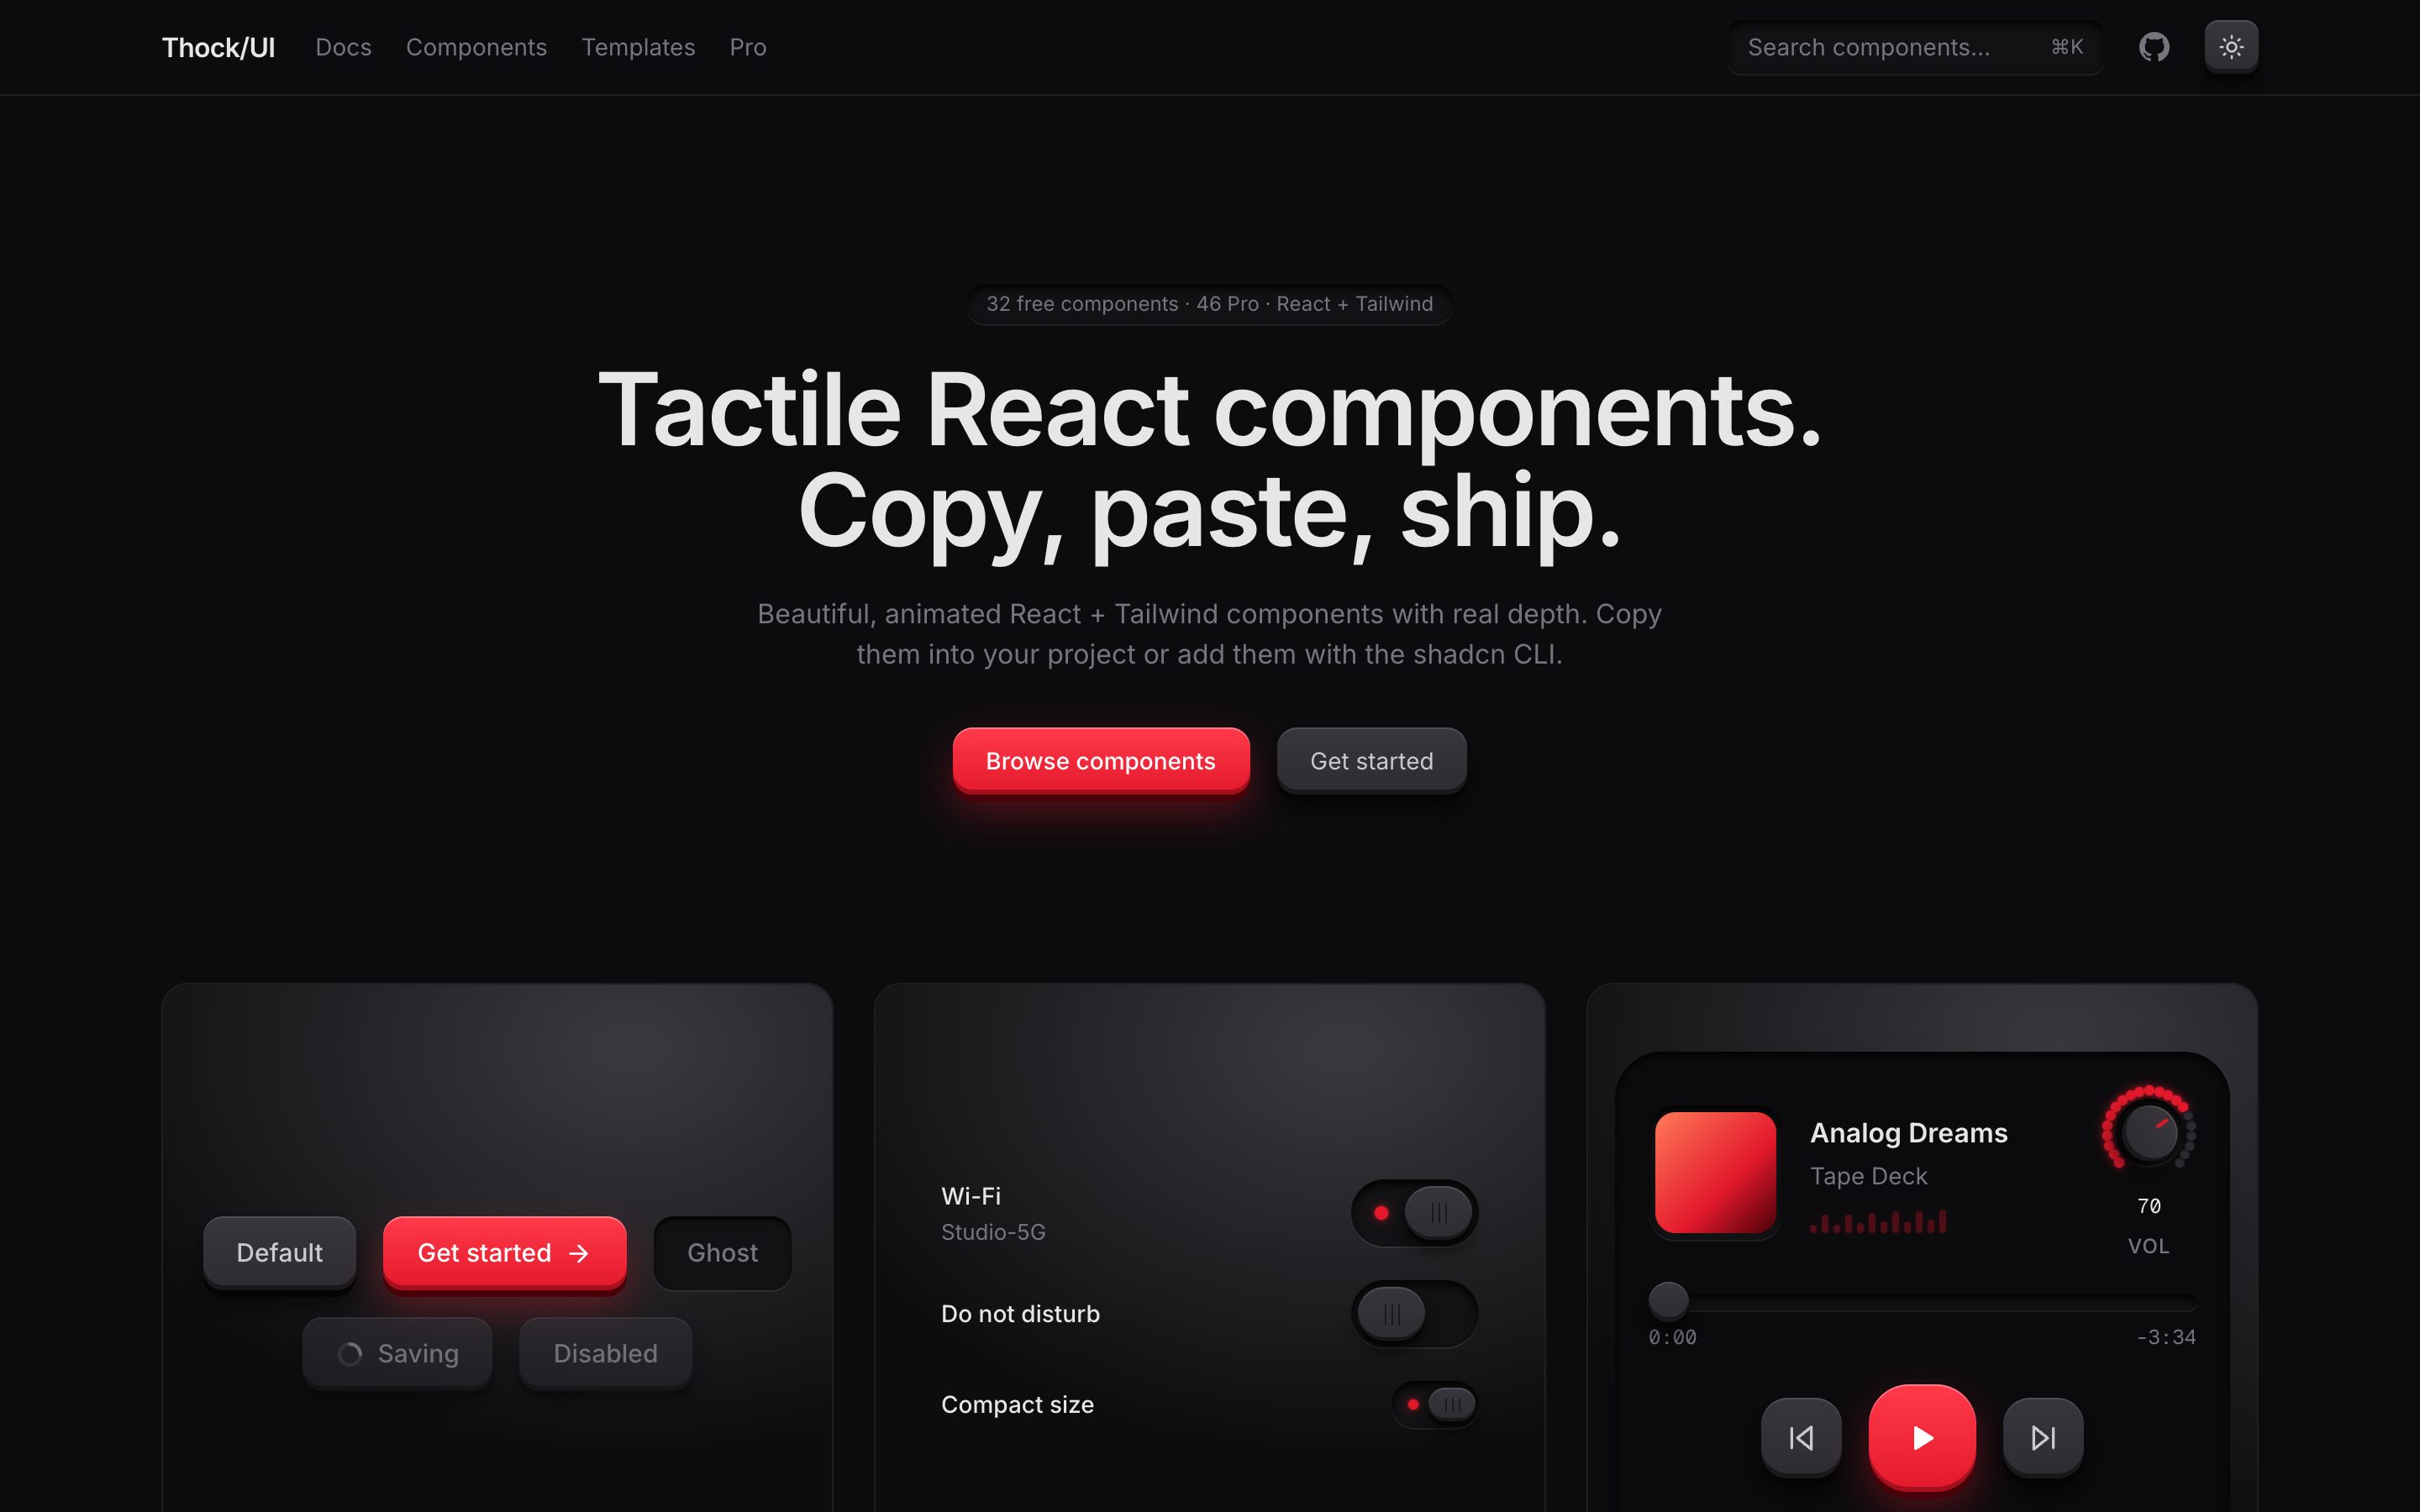 Thock/UI Docs Components Templates Pro Search components... ⌘K
32 free components · 46 Pro · React + Tailwind
Tactile React components.
Copy, paste, ship.
Beautiful, animated React + Tailwind components with real depth. Copy
them into your project or add them with the shadcn CLI.
Browse components Get started
Default Get started → Ghost
Saving Disabled
Wi-Fi
Studio-5G
Do not disturb
Compact size
Analog Dreams
Tape Deck
70
VOL
0:00 -3:34